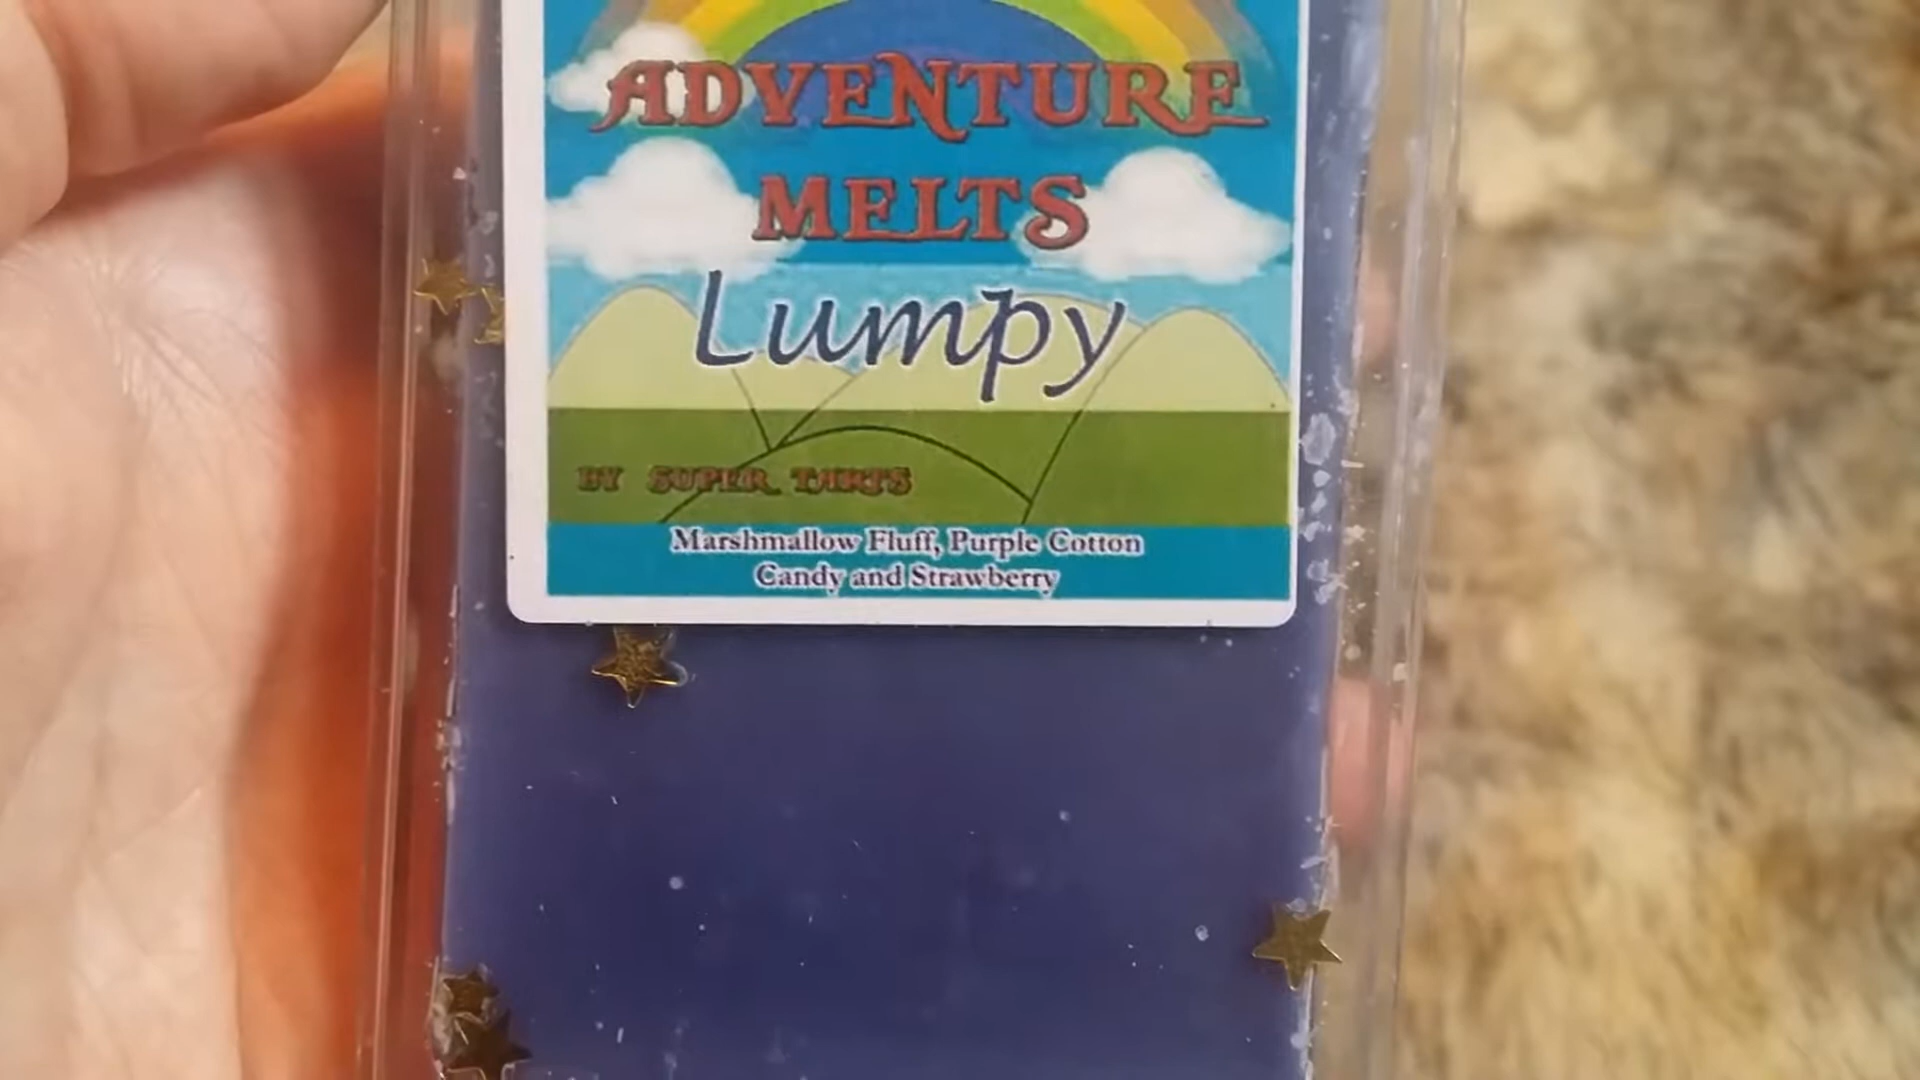 ADVENTURE
MELTS
Lumpy
BY SUPER TARTS
Marshmallow Fluff, Purple Cotton
Candy and Strawberry